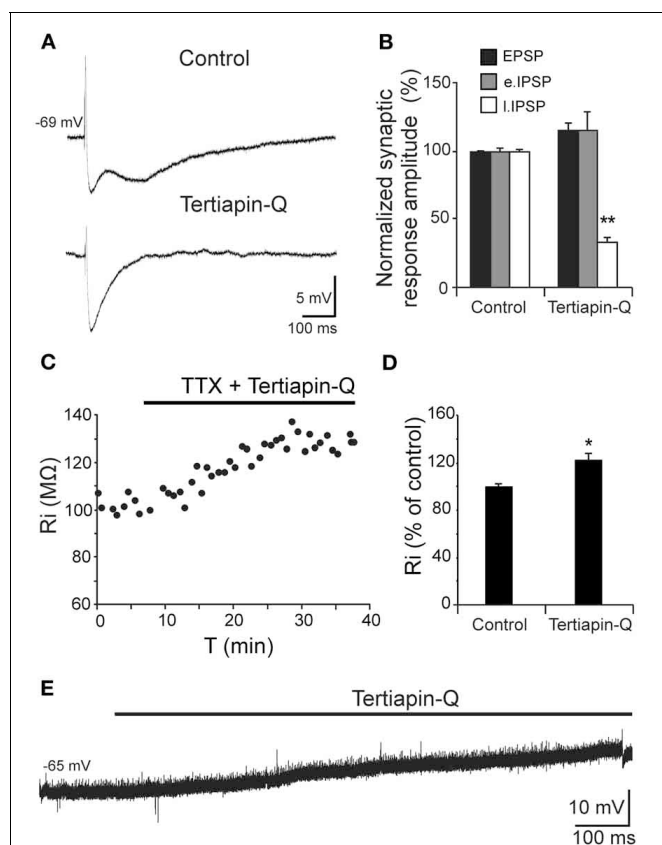 A
Control
-69 mV
Tertiapin-Q
5 mV
100 ms
B
EPSP
e.IPSP
l.IPSP
Normalized synaptic
response amplitude (%)
150
100
50
0
**
Control
Tertiapin-Q
C
TTX + Tertiapin-Q
Ri (MΩ)
140
120
100
80
60
0
10
20
30
40
T (min)
D
Ri (% of control)
160
120
80
40
0
*
Control
Tertiapin-Q
E
Tertiapin-Q
-65 mV
10 mV
100 ms